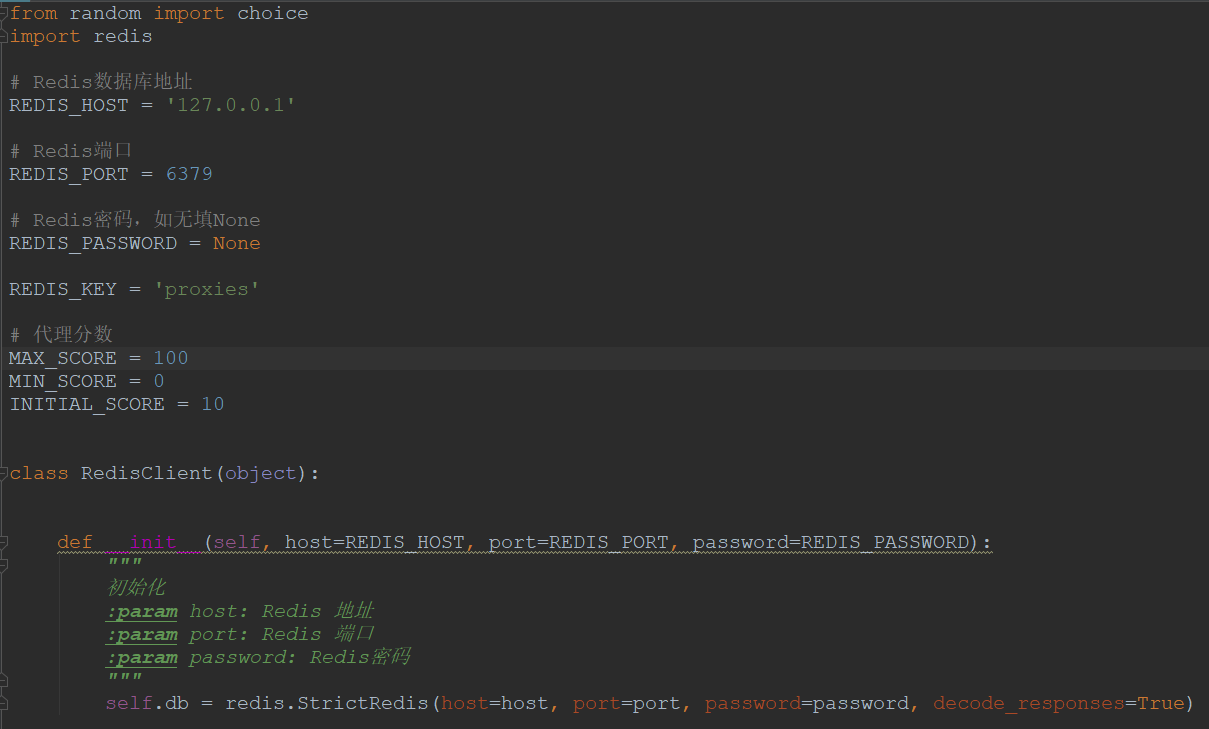 from random import choice
import redis
# Redis数据库地址
REDIS_HOST = '127.0.0.1'
# Redis端口
REDIS_PORT = 6379
# Redis密码，如无填None
REDIS_PASSWORD = None
REDIS_KEY = 'proxies'
# 代理分数
MAX_SCORE = 100
MIN_SCORE = 0
INITIAL_SCORE = 10
class RedisClient(object):
    def __init__(self, host=REDIS_HOST, port=REDIS_PORT, password=REDIS_PASSWORD):
        """
        初始化
        :param host: Redis 地址
        :param port: Redis 端口
        :param password: Redis密码
        """
        self.db = redis.StrictRedis(host=host, port=port, password=password, decode_responses=True)